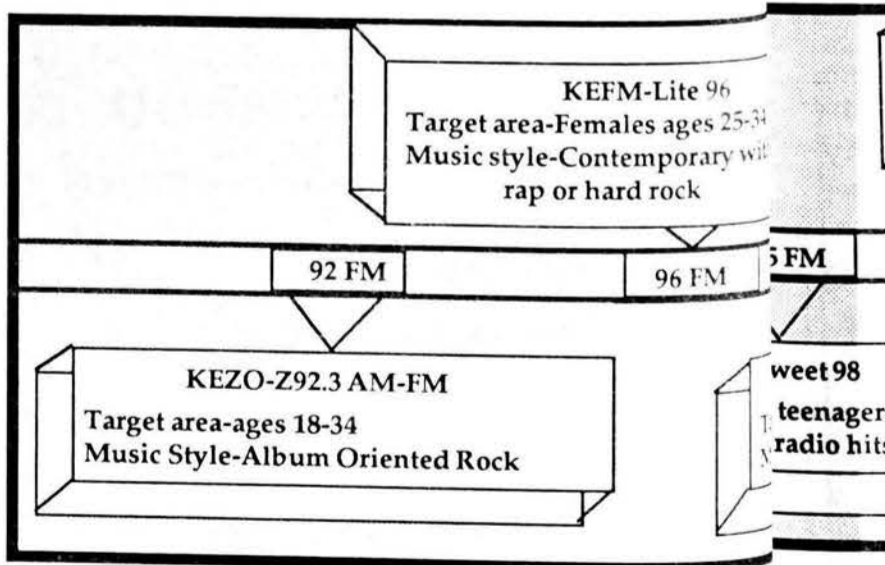 KEFM-Lite 96
Target area-Females ages 25-34
Music style-Contemporary
rap or hard rock
92 FM
96 FM
FM
KEZO-Z92.3 AM-FM
Target area-ages 18-34
Music Style-Album Oriented Rock
weet 98
teenager
radio hits